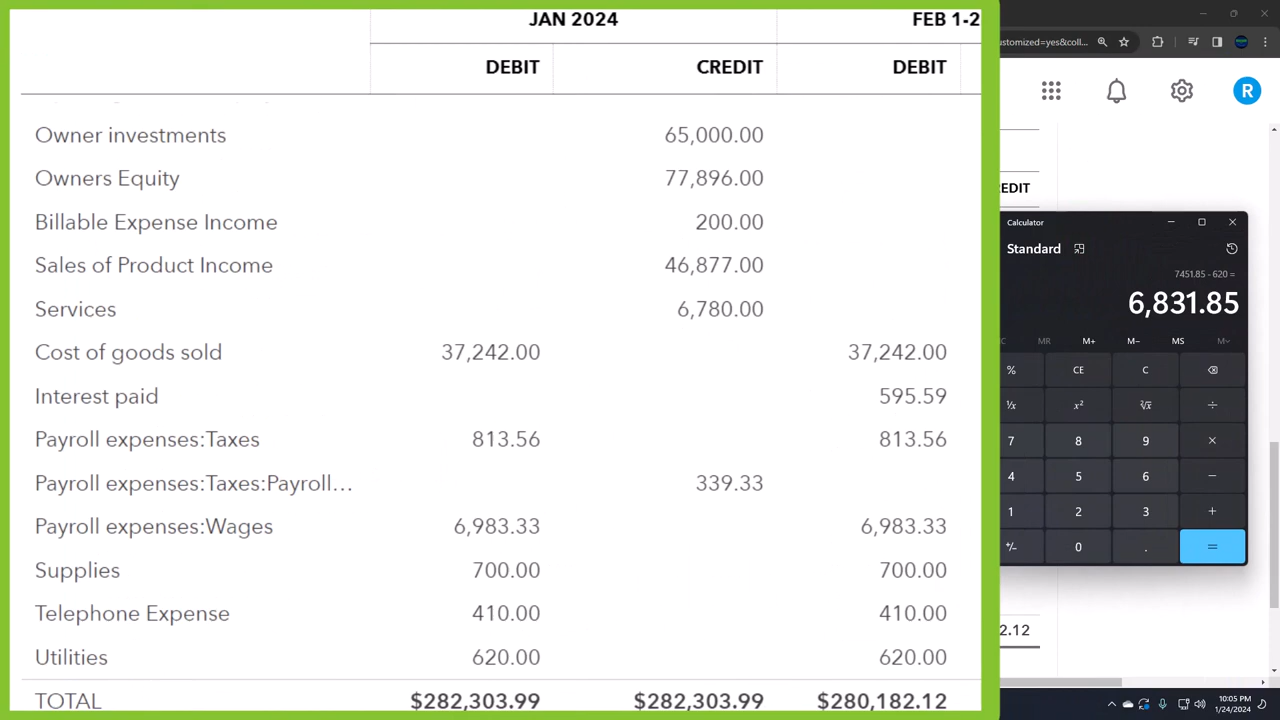 JAN 2024 FEB 1-2
DEBIT CREDIT DEBIT
Owner investments 65,000.00
Owners Equity 77,896.00
Billable Expense Income 200.00
Sales of Product Income 46,877.00
Services 6,780.00
Cost of goods sold 37,242.00 37,242.00
Interest paid 595.59
Payroll expenses:Taxes 813.56 813.56
Payroll expenses:Taxes:Payroll... 339.33
Payroll expenses:Wages 6,983.33 6,983.33
Supplies 700.00 700.00
Telephone Expense 410.00 410.00
Utilities 620.00 620.00
TOTAL $282,303.99 $282,303.99 $280,182.12
ustomized=yes&coll...
R
EDIT
Calculator
Standard
7451.85 - 620 =
6,831.85
C MR M+ M− MS M˅
% CE C
¹/x x² ²√x ÷
7 8 9 ×
4 5 6 −
1 2 3 +
+/− 0 . =
2.12
10:05 PM
1/24/2024